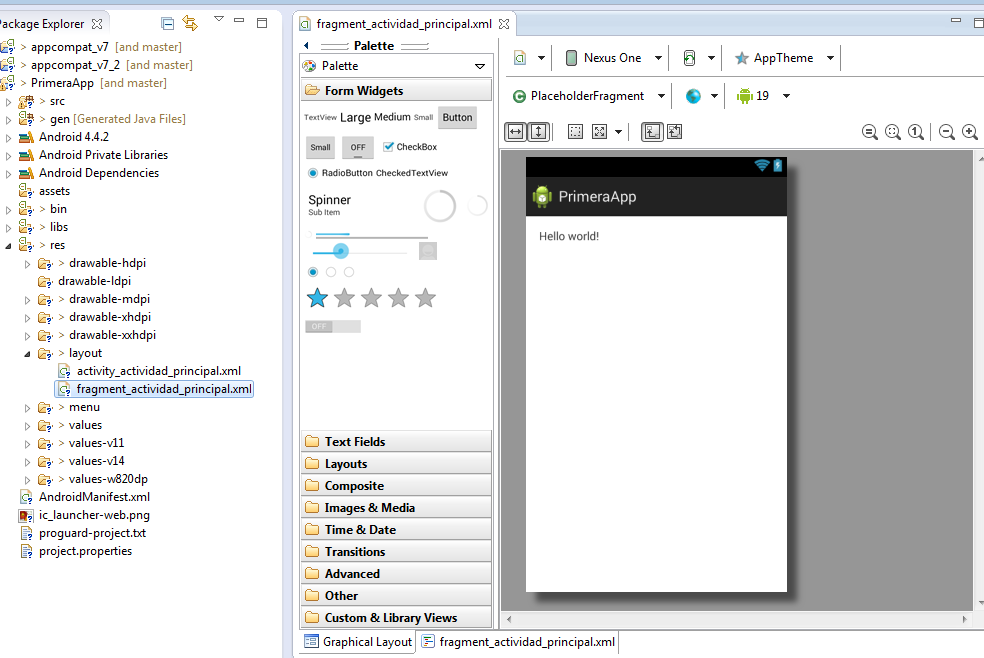 Package Explorer
> appcompat_v7 [and master]
> appcompat_v7_2 [and master]
> PrimeraApp [and master]
> src
> gen [Generated Java Files]
Android 4.4.2
Android Private Libraries
Android Dependencies
assets
> bin
> libs
> res
> drawable-hdpi
drawable-ldpi
> drawable-mdpi
> drawable-xhdpi
> drawable-xxhdpi
> layout
activity_actividad_principal.xml
fragment_actividad_principal.xml
> menu
> values
> values-v11
> values-v14
> values-w820dp
AndroidManifest.xml
ic_launcher-web.png
proguard-project.txt
project.properties
fragment_actividad_principal.xml
Palette
Palette
Form Widgets
TextView Large Medium Small Button
Small OFF CheckBox
RadioButton CheckedTextView
Spinner
Sub Item
OFF
Text Fields
Layouts
Composite
Images & Media
Time & Date
Transitions
Advanced
Other
Custom & Library Views
Graphical Layout fragment_actividad_principal.xml
Nexus One AppTheme
PlaceholderFragment 19
PrimeraApp
Hello world!